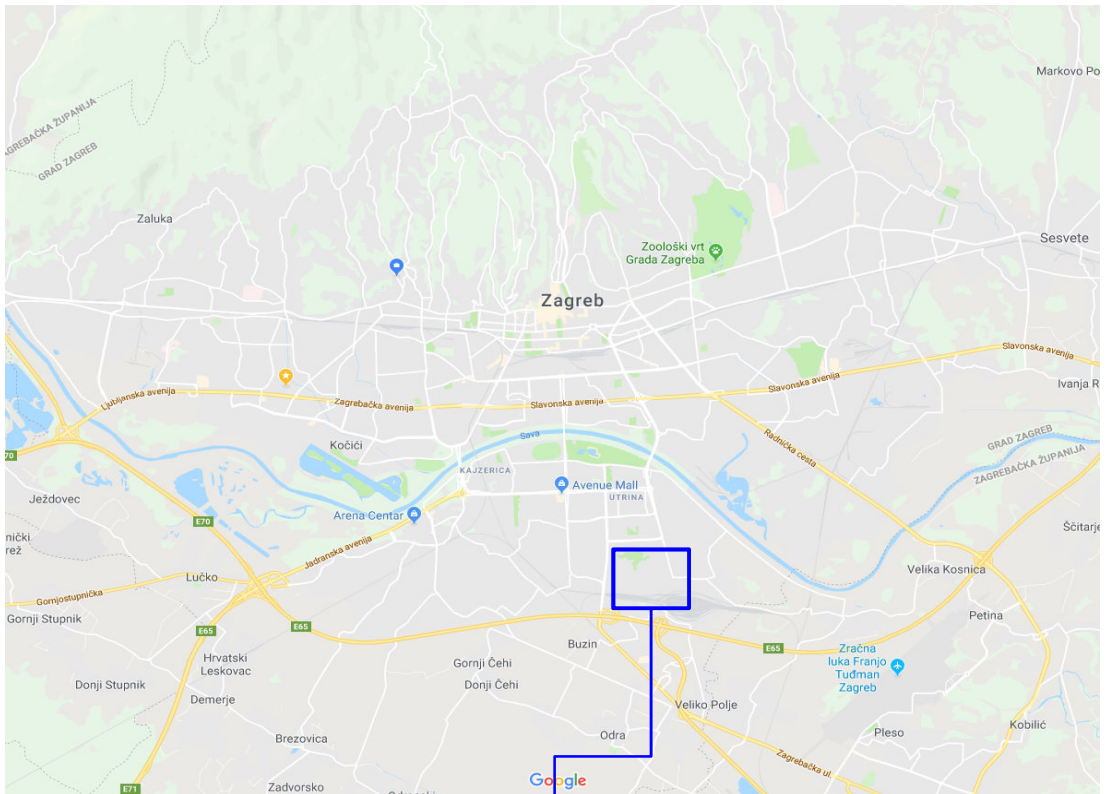 Markovo Po
AGREBAČKA ŽUPANIJA
GRAD ZAGREB
Zaluka
Zoološki vrt
Grada Zagreba
Sesvete
Zagreb
Slavonska avenija
Slavonska avenija
Ivanja R
Ljubljanska avenija
Zagrebačka avenija
Slavonska avenija
Sava
Kočići
Radnička cesta
GRAD ZAGREB
ZAGREBAČKA ŽUPANIJA
70
KAJZERICA
Avenue Mall
UTRINA
Ježdovec
Arena Centar
E70
Ščitarje
nički
rež
Jadranska avenija
Lučko
Velika Kosnica
Gornjostupnička
Gornji Stupnik
E65
E65
Petina
Buzin
E65
Hrvatski
Leskovac
Gornji Čehi
Zračna
luka Franjo
Tuđman
Zagreb
Donji Stupnik
Donji Čehi
Demerje
Veliko Polje
Kobilić
Brezovica
Odra
Pleso
Zagrebačka ul.
Google
E71
Zadvorsko